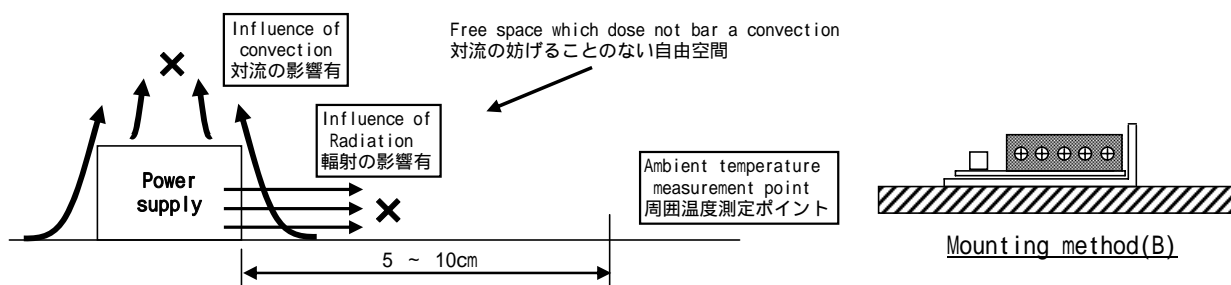 Influence of
convection
対流の影響有
Free space which dose not bar a convection
対流の妨げることのない自由空間
Influence of
Radiation
輻射の影響有
Power
supply
Ambient temperature
measurement point
周囲温度測定ポイント
5 ~ 10cm
Mounting method(B)